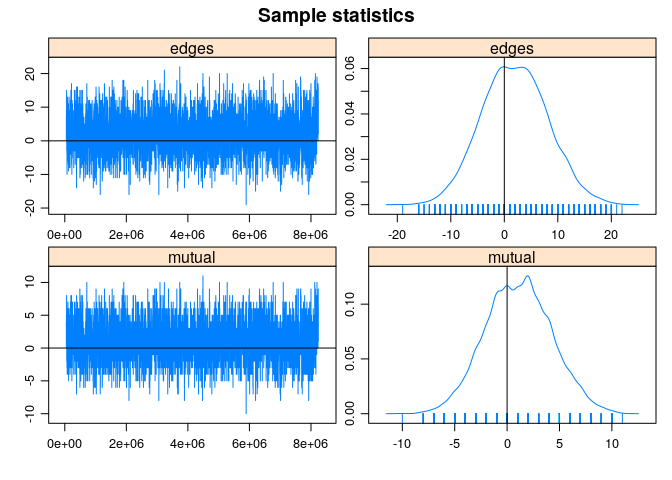 Sample statistics
edges
edges
20
10
0
-10
-20
0e+00 2e+06 4e+06 6e+06 8e+06
0.06
0.04
0.02
0.00
-20 -10 0 10 20
mutual
mutual
10
5
0
-5
-10
0e+00 2e+06 4e+06 6e+06 8e+06
0.10
0.05
0.00
-10 -5 0 5 10